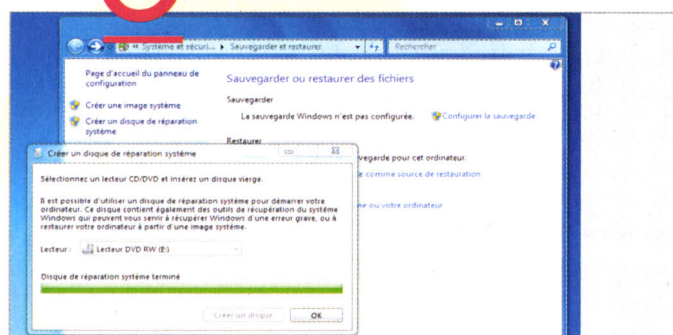 « Système et sécuri... ▸ Sauvegarder et restaurer
Rechercher
Page d'accueil du panneau de
configuration
Créer une image système
Créer un disque de réparation
système
Sauvegarder ou restaurer des fichiers
Sauvegarder
La sauvegarde Windows n'est pas configurée.
Configurer la sauvegarde
Restaurer
vegarde pour cet ordinateur.
e comme source de restauration
me ou votre ordinateur
Créer un disque de réparation système
Sélectionnez un lecteur CD/DVD et insérez un disque vierge.
Il est possible d'utiliser un disque de réparation système pour démarrer votre
ordinateur. Ce disque contient également des outils de récupération du système
Windows qui peuvent vous servir à récupérer Windows d'une erreur grave, ou à
restaurer votre ordinateur à partir d'une image système.
Lecteur : Lecteur DVD RW (E:)
Disque de réparation système terminé
Créer un disque
OK